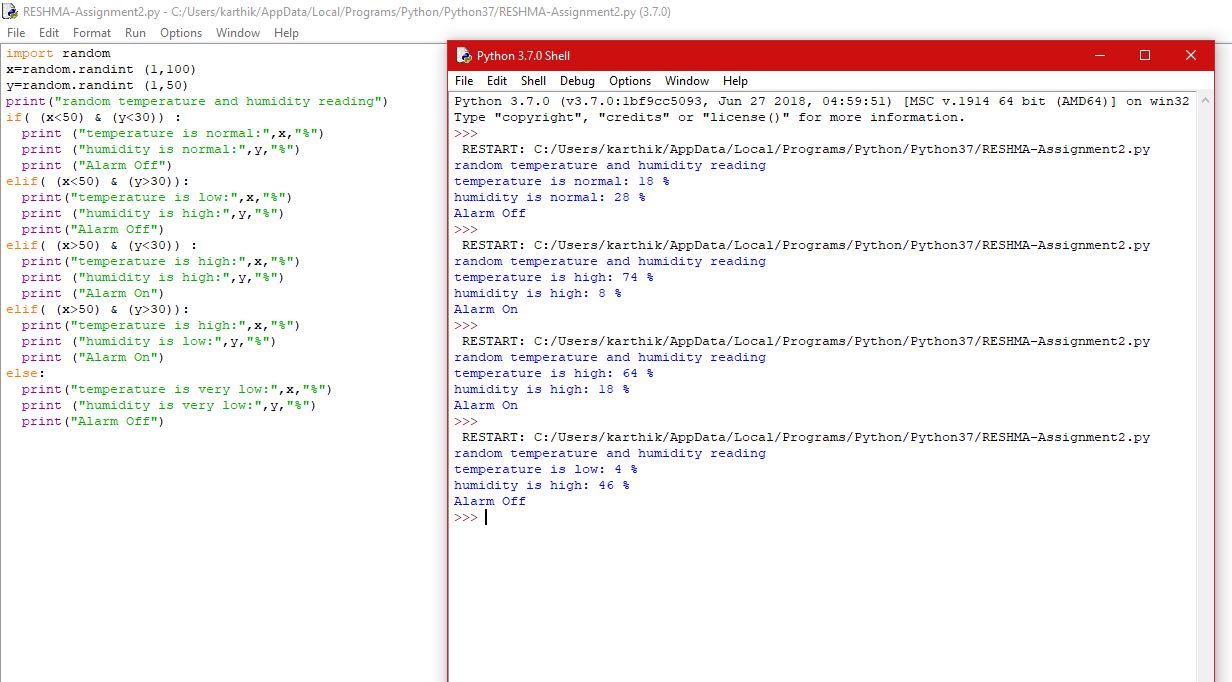 RESHMA-Assignment2.py - C:/Users/karthik/AppData/Local/Programs/Python/Python37/RESHMA-Assignment2.py (3.7.0)
File Edit Format Run Options Window Help
import random
x=random.randint (1,100)
y=random.randint (1,50)
print("random temperature and humidity reading")
if( (x<50) & (y<30)) :
  print ("temperature is normal:",x,"%")
  print ("humidity is normal:",y,"%")
  print ("Alarm Off")
elif( (x<50) & (y>30)):
  print("temperature is low:",x,"%")
  print ("humidity is high:",y,"%")
  print("Alarm Off")
elif( (x>50) & (y<30)) :
  print("temperature is high:",x,"%")
  print ("humidity is high:",y,"%")
  print ("Alarm On")
elif( (x>50) & (y>30)):
  print("temperature is high:",x,"%")
  print ("humidity is low:",y,"%")
  print ("Alarm On")
else:
  print("temperature is very low:",x,"%")
  print ("humidity is very low:",y,"%")
  print("Alarm Off")
Python 3.7.0 Shell
File Edit Shell Debug Options Window Help
Python 3.7.0 (v3.7.0:1bf9cc5093, Jun 27 2018, 04:59:51) [MSC v.1914 64 bit (AMD64)] on win32
Type "copyright", "credits" or "license()" for more information.
>>>
 RESTART: C:/Users/karthik/AppData/Local/Programs/Python/Python37/RESHMA-Assignment2.py
random temperature and humidity reading
temperature is normal: 18 %
humidity is normal: 28 %
Alarm Off
>>>
 RESTART: C:/Users/karthik/AppData/Local/Programs/Python/Python37/RESHMA-Assignment2.py
random temperature and humidity reading
temperature is high: 74 %
humidity is high: 8 %
Alarm On
>>>
 RESTART: C:/Users/karthik/AppData/Local/Programs/Python/Python37/RESHMA-Assignment2.py
random temperature and humidity reading
temperature is high: 64 %
humidity is high: 18 %
Alarm On
>>>
 RESTART: C:/Users/karthik/AppData/Local/Programs/Python/Python37/RESHMA-Assignment2.py
random temperature and humidity reading
temperature is low: 4 %
humidity is high: 46 %
Alarm Off
>>>